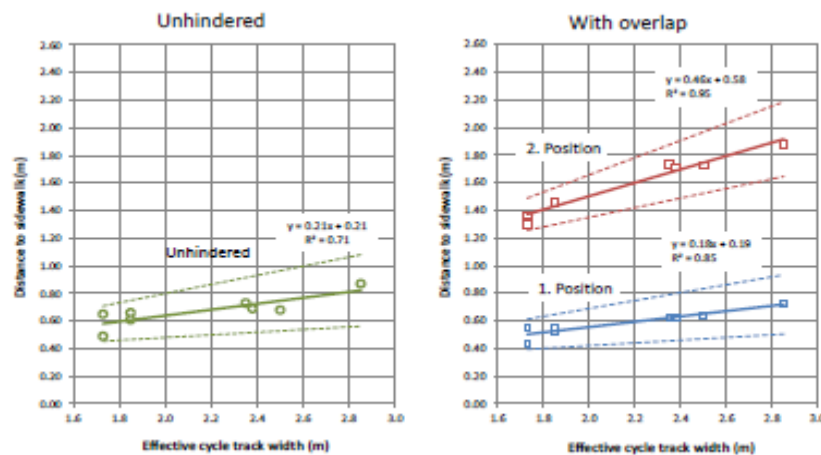 Unhindered
2.60
2.40
2.20
2.00
1.80
1.60
1.40
1.20
1.00
0.80
0.60
0.40
0.20
0.00
Distance to sidewalk (m)
y = 0.21x + 0.21
R² = 0.71
Unhindered
1.6 1.8 2.0 2.2 2.4 2.6 2.8 3.0
Effective cycle track width (m)
With overlap
2.60
2.40
2.20
2.00
1.80
1.60
1.40
1.20
1.00
0.80
0.60
0.40
0.20
0.00
Distance to sidewalk (m)
y = 0.46x + 0.58
R² = 0.95
2. Position
y = 0.18x + 0.19
R² = 0.85
1. Position
1.6 1.8 2.0 2.2 2.4 2.6 2.8 3.0
Effective cycle track width (m)